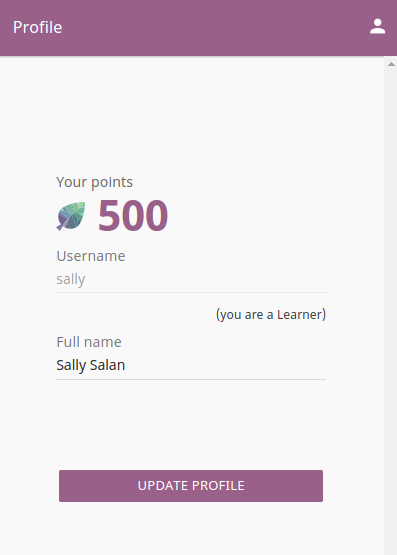 Profile
Your points
500
Username
sally
(you are a Learner)
Full name
Sally Salan
UPDATE PROFILE